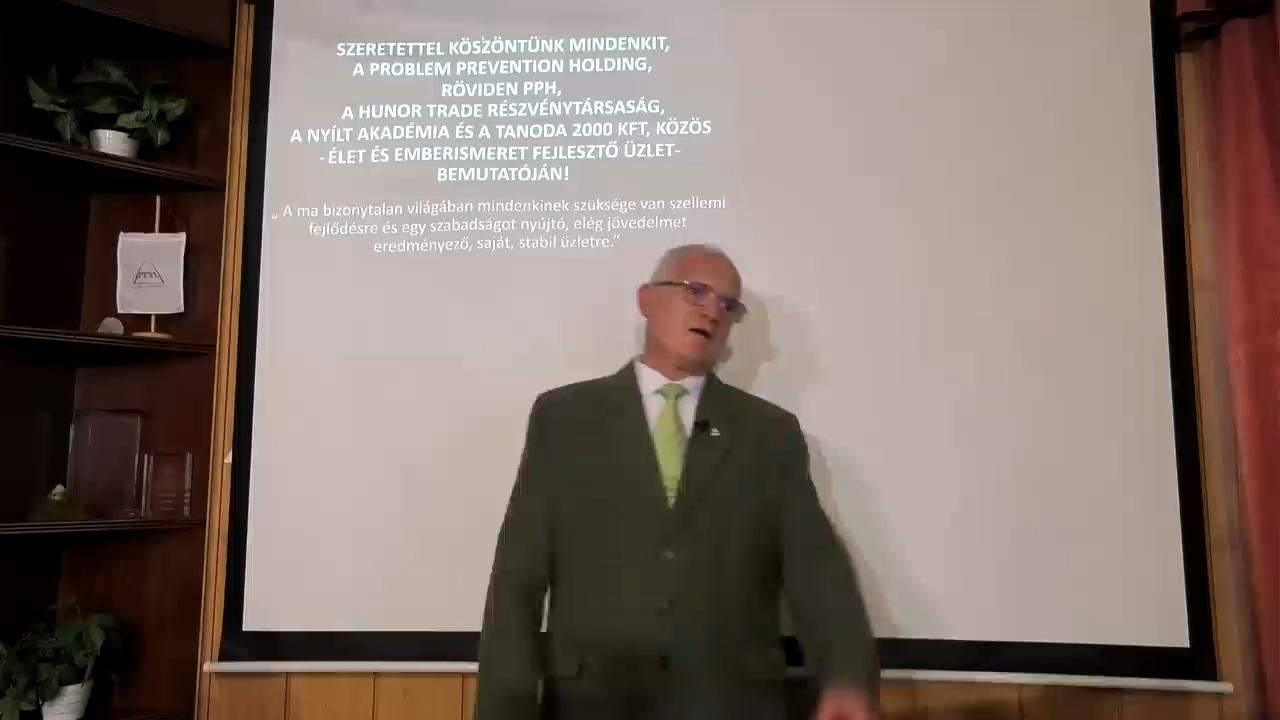 SZERETETTEL KÖSZÖNTÜNK MINDENKIT,
A PROBLEM PREVENTION HOLDING,
RÖVIDEN PPH,
A HUNOR TRADE RÉSZVÉNYTÁRSASÁG,
A NYÍLT AKADÉMIA ÉS A TANODA 2000 KFT, KÖZÖS
- ÉLET ÉS EMBERISMERET FEJLESZTŐ ÜZLET-
BEMUTATÓJÁN!
„ A ma bizonytalan világában mindenkinek szüksége van szellemi
fejlődésre és egy szabadságot nyújtó, elég jövedelmet
eredményező, saját, stabil üzletre.”